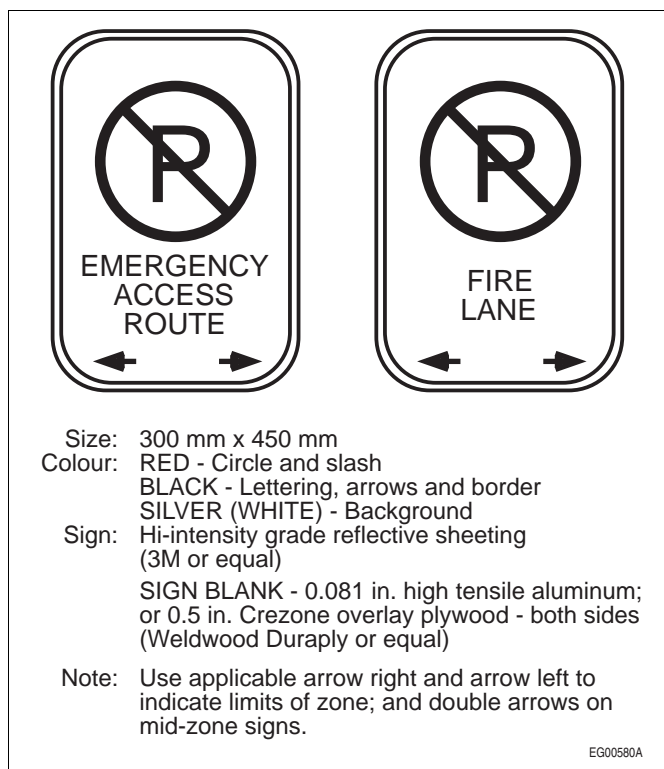 P
EMERGENCY
ACCESS
ROUTE
P
FIRE
LANE
Size: 300 mm x 450 mm
Colour: RED - Circle and slash
BLACK - Lettering, arrows and border
SILVER (WHITE) - Background
Sign: Hi-intensity grade reflective sheeting
(3M or equal)
SIGN BLANK - 0.081 in. high tensile aluminum;
or 0.5 in. Crezone overlay plywood - both sides
(Weldwood Duraply or equal)
Note: Use applicable arrow right and arrow left to
indicate limits of zone; and double arrows on
mid-zone signs.
EG00580A